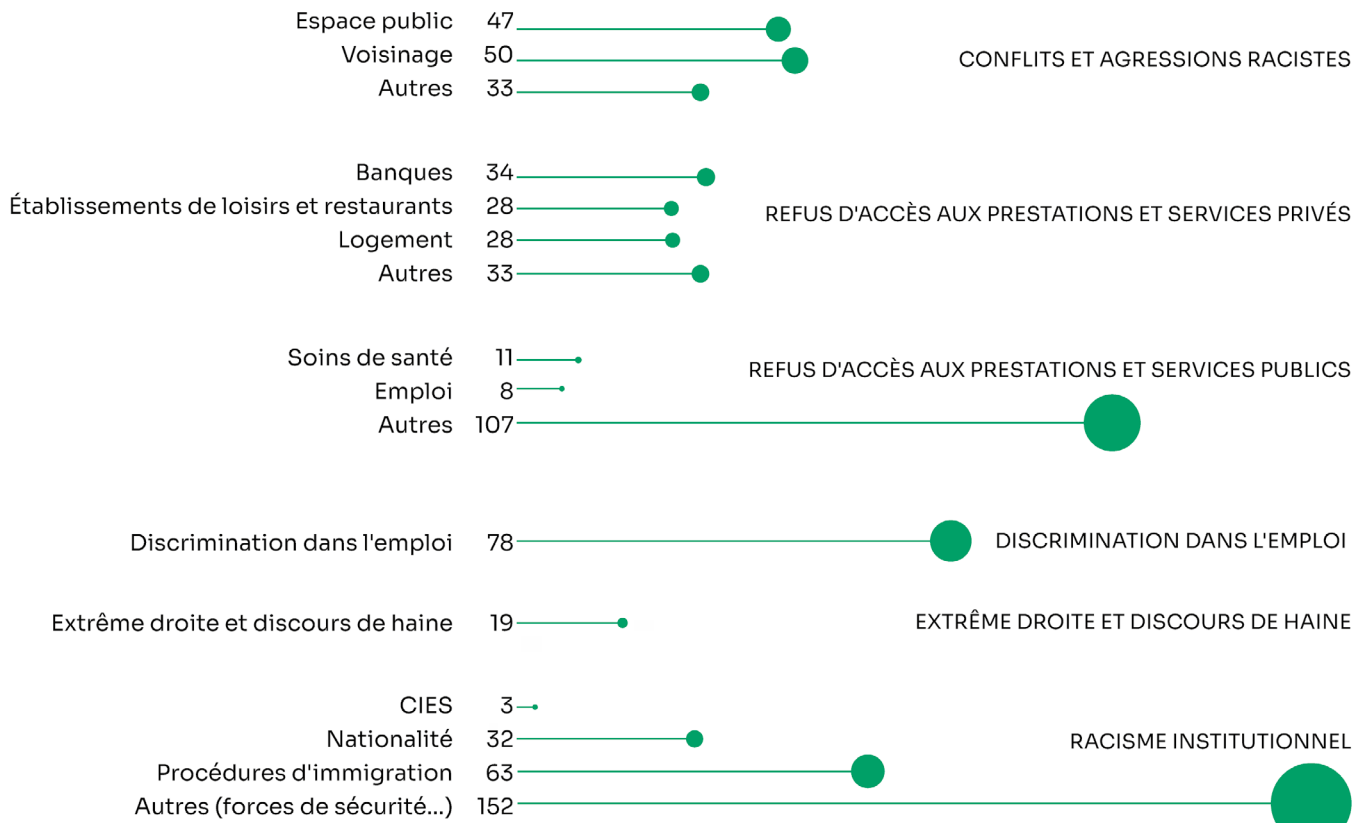 Espace public 47
Voisinage 50
CONFLITS ET AGRESSIONS RACISTES
Autres 33
Banques 34
Établissements de loisirs et restaurants 28
REFUS D'ACCÈS AUX PRESTATIONS ET SERVICES PRIVÉS
Logement 28
Autres 33
Soins de santé 11
REFUS D'ACCÈS AUX PRESTATIONS ET SERVICES PUBLICS
Emploi 8
Autres 107
Discrimination dans l'emploi 78
DISCRIMINATION DANS L'EMPLOI
Extrême droite et discours de haine 19
EXTRÊME DROITE ET DISCOURS DE HAINE
CIES 3
Nationalité 32
RACISME INSTITUTIONNEL
Procédures d'immigration 63
Autres (forces de sécurité...) 152